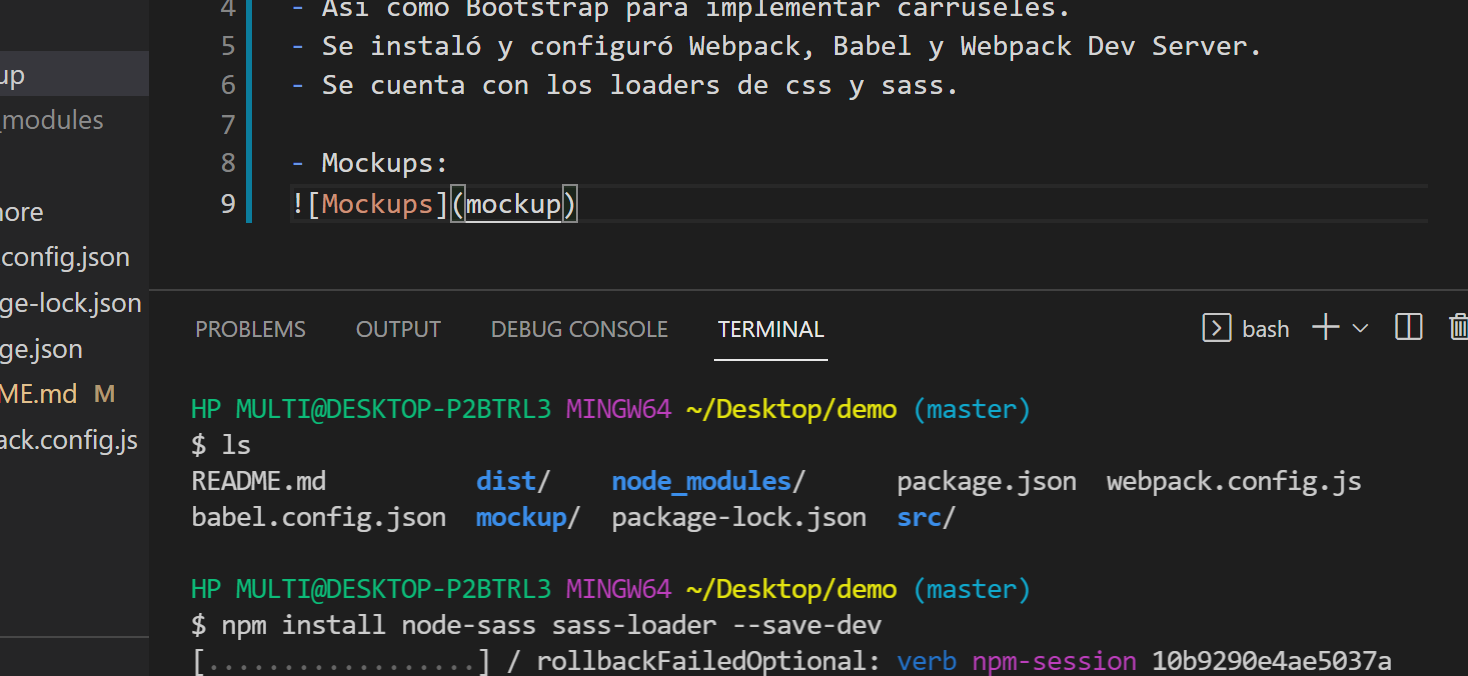 4 - Así como Bootstrap para implementar carruseles.
5 - Se instaló y configuró Webpack, Babel y Webpack Dev Server.
6 - Se cuenta con los loaders de css y sass.
7
8 - Mockups:
9 ![Mockups](mockup)
up
_modules
ore
config.json
ge-lock.json
ge.json
ME.md M
ack.config.js
PROBLEMS OUTPUT DEBUG CONSOLE TERMINAL bash
HP MULTI@DESKTOP-P2BTRL3 MINGW64 ~/Desktop/demo (master)
$ ls
README.md dist/ node_modules/ package.json webpack.config.js
babel.config.json mockup/ package-lock.json src/
HP MULTI@DESKTOP-P2BTRL3 MINGW64 ~/Desktop/demo (master)
$ npm install node-sass sass-loader --save-dev
[..................] / rollbackFailedOptional: verb npm-session 10b9290e4ae5037a